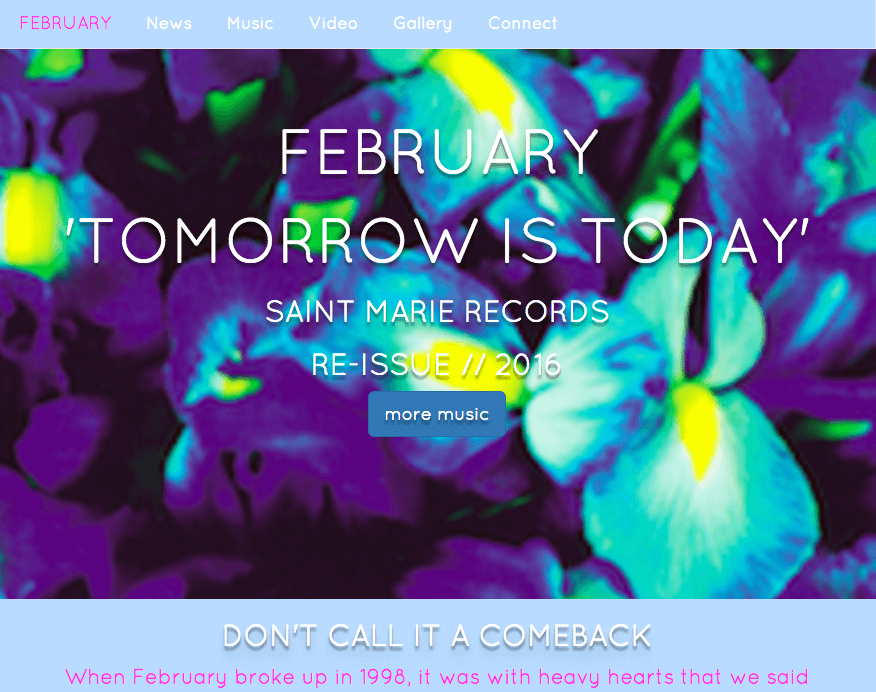 FEBRUARY News Music Video Gallery Connect
FEBRUARY
'TOMORROW IS TODAY'
SAINT MARIE RECORDS
RE-ISSUE // 2016
more music
DON'T CALL IT A COMEBACK
When February broke up in 1998, it was with heavy hearts that we said